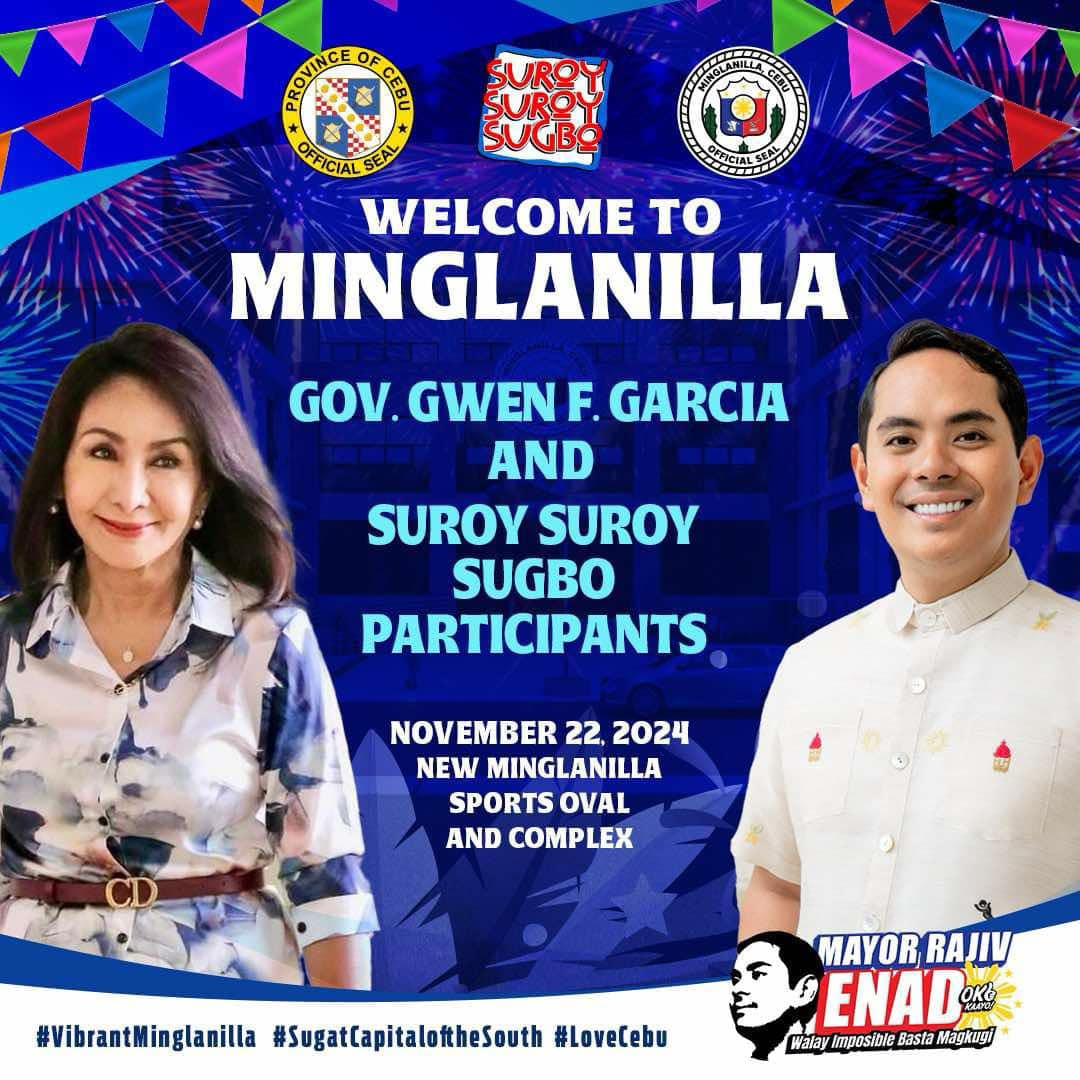 PROVINCE OF CEBU
OFFICIAL SEAL
SUROY
SUROY
SUGBO
MINGLANILLA, CEBU
OFFICIAL SEAL
WELCOME TO
MINGLANILLA
GOV. GWEN F. GARCIA
AND
SUROY SUROY
SUGBO
PARTICIPANTS
NOVEMBER 22, 2024
NEW MINGLANILLA
SPORTS OVAL
AND COMPLEX
CD
MAYOR RAJIV
ENAD
OKƐ
KAAYO!
Walay Imposible Basta Magkugi
#VibrantMinglanilla #SugatCapitaloftheSouth #LoveCebu